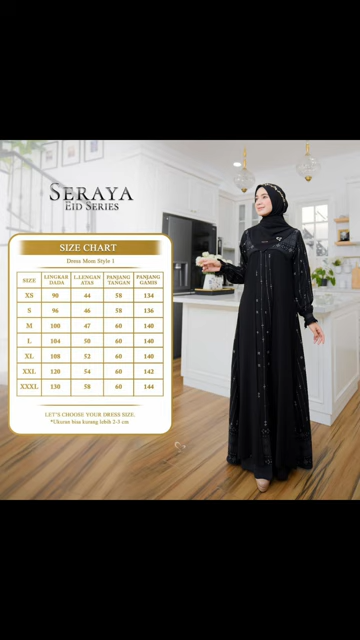 SERAYA
EID SERIES
SIZE CHART
Dress Mom Style 1
SIZE LINGKAR DADA L.LENGAN ATAS PANJANG TANGAN PANJANG GAMIS
XS 90 44 58 134
S 96 46 58 136
M 100 47 60 140
L 104 50 60 140
XL 108 52 60 140
XXL 120 54 60 142
XXXL 130 58 60 144
LET'S CHOOSE YOUR DRESS SIZE.
*Ukuran bisa kurang lebih 2-3 cm